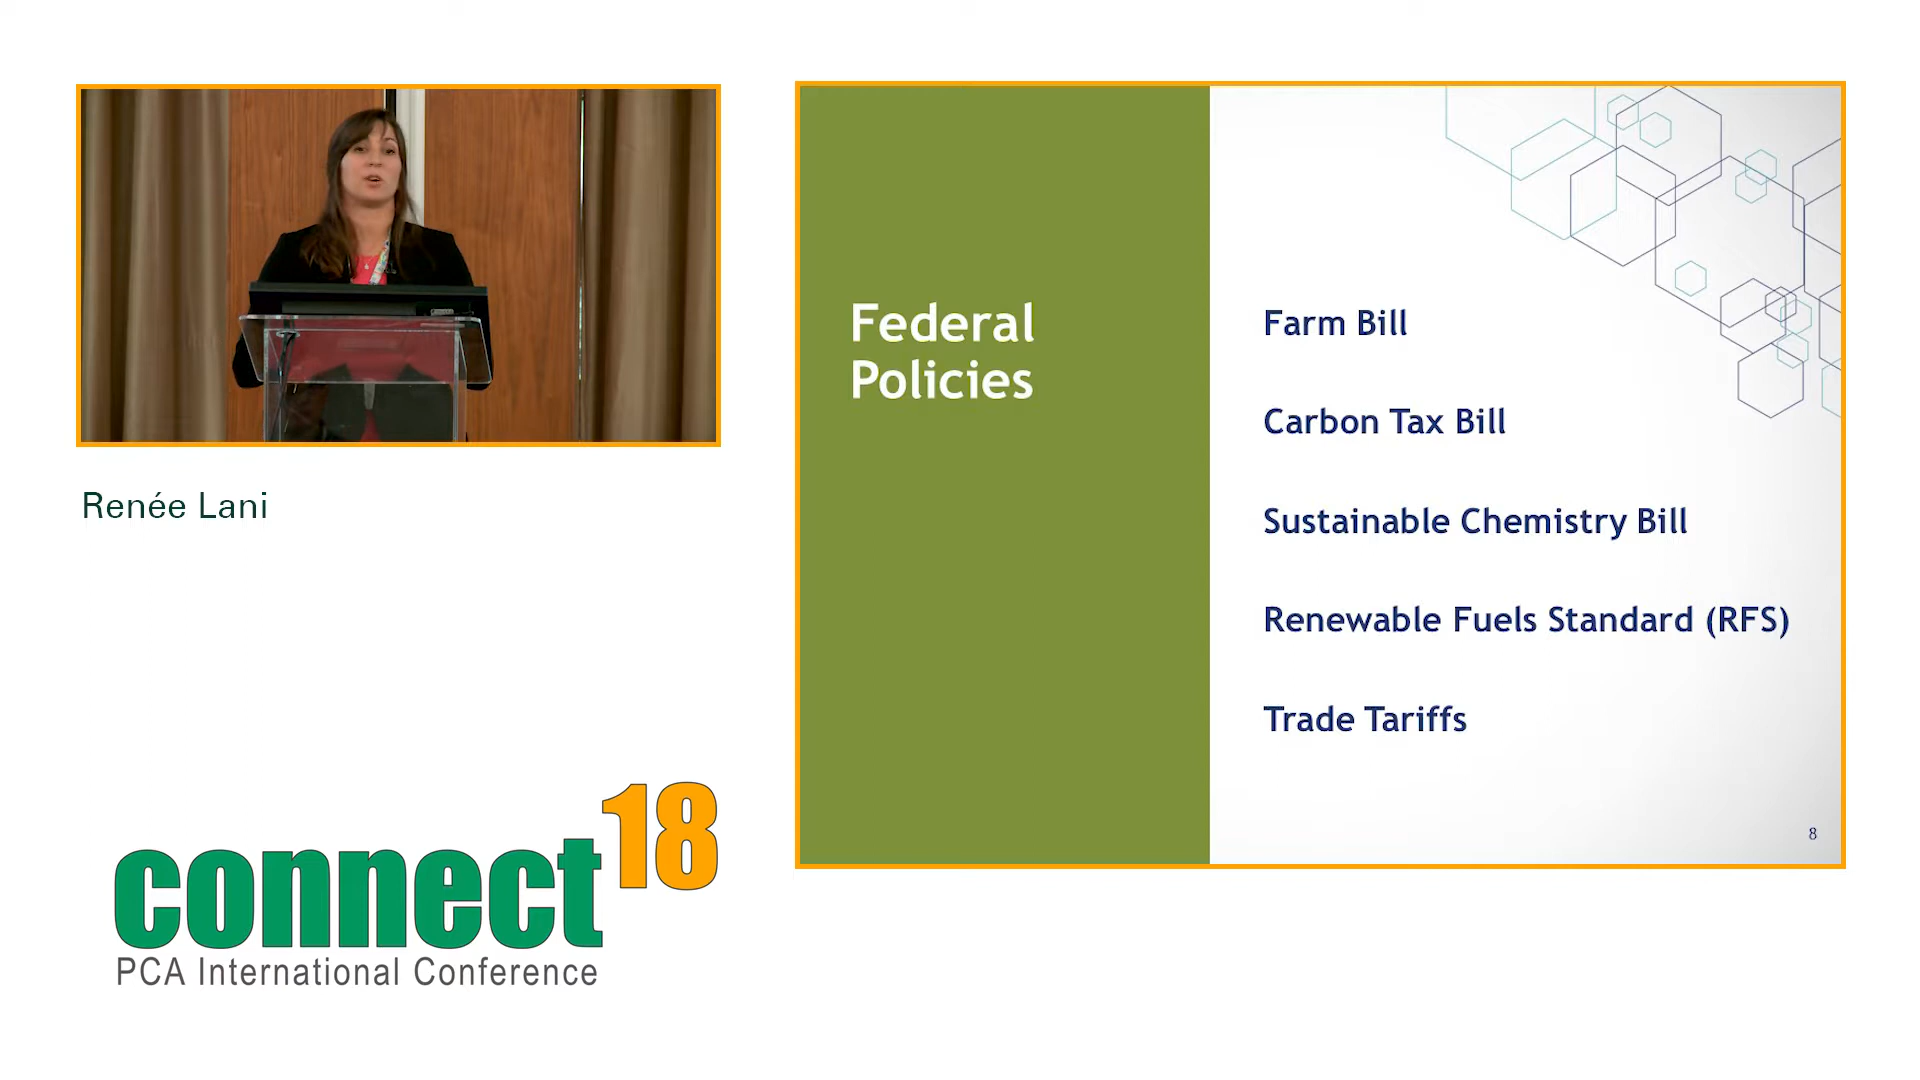 Renée Lani
connect18
PCA International Conference
Federal
Policies
Farm Bill
Carbon Tax Bill
Sustainable Chemistry Bill
Renewable Fuels Standard (RFS)
Trade Tariffs
8